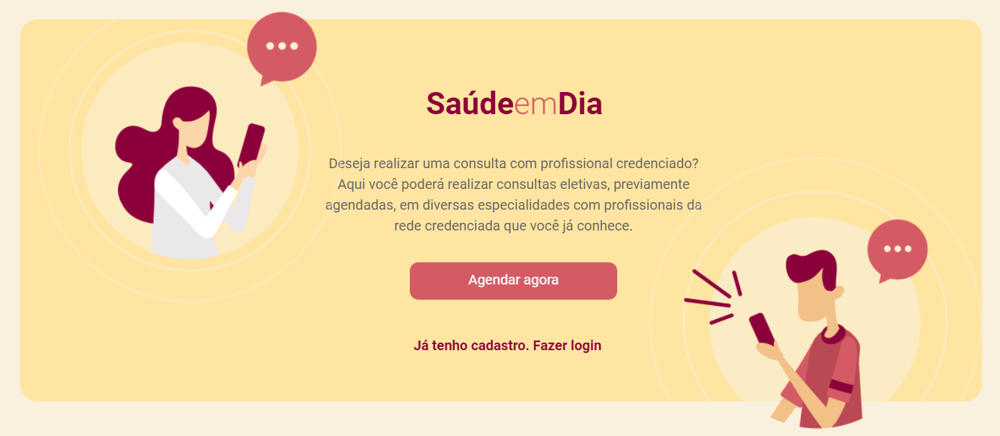 SaúdeemDia
Deseja realizar uma consulta com profissional credenciado?
Aqui você poderá realizar consultas eletivas, previamente
agendadas, em diversas especialidades com profissionais da
rede credenciada que você já conhece.
Agendar agora
Já tenho cadastro. Fazer login